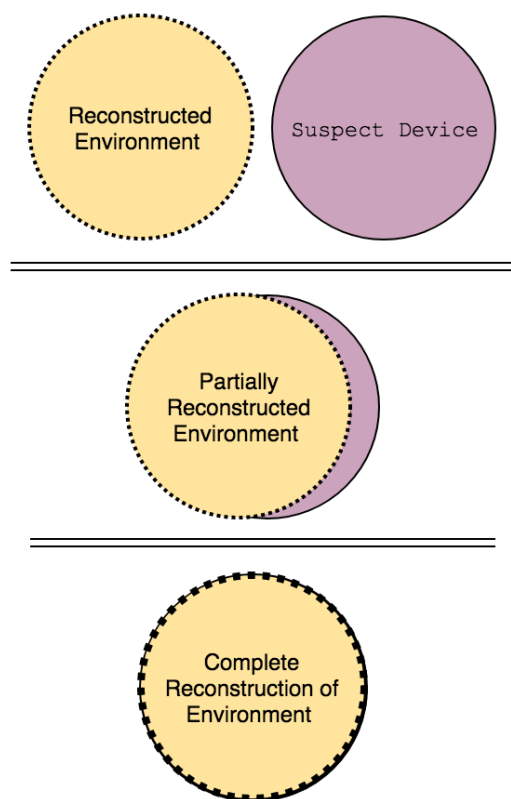 Reconstructed
Environment
Suspect Device
Partially
Reconstructed
Environment
Complete
Reconstruction of
Environment